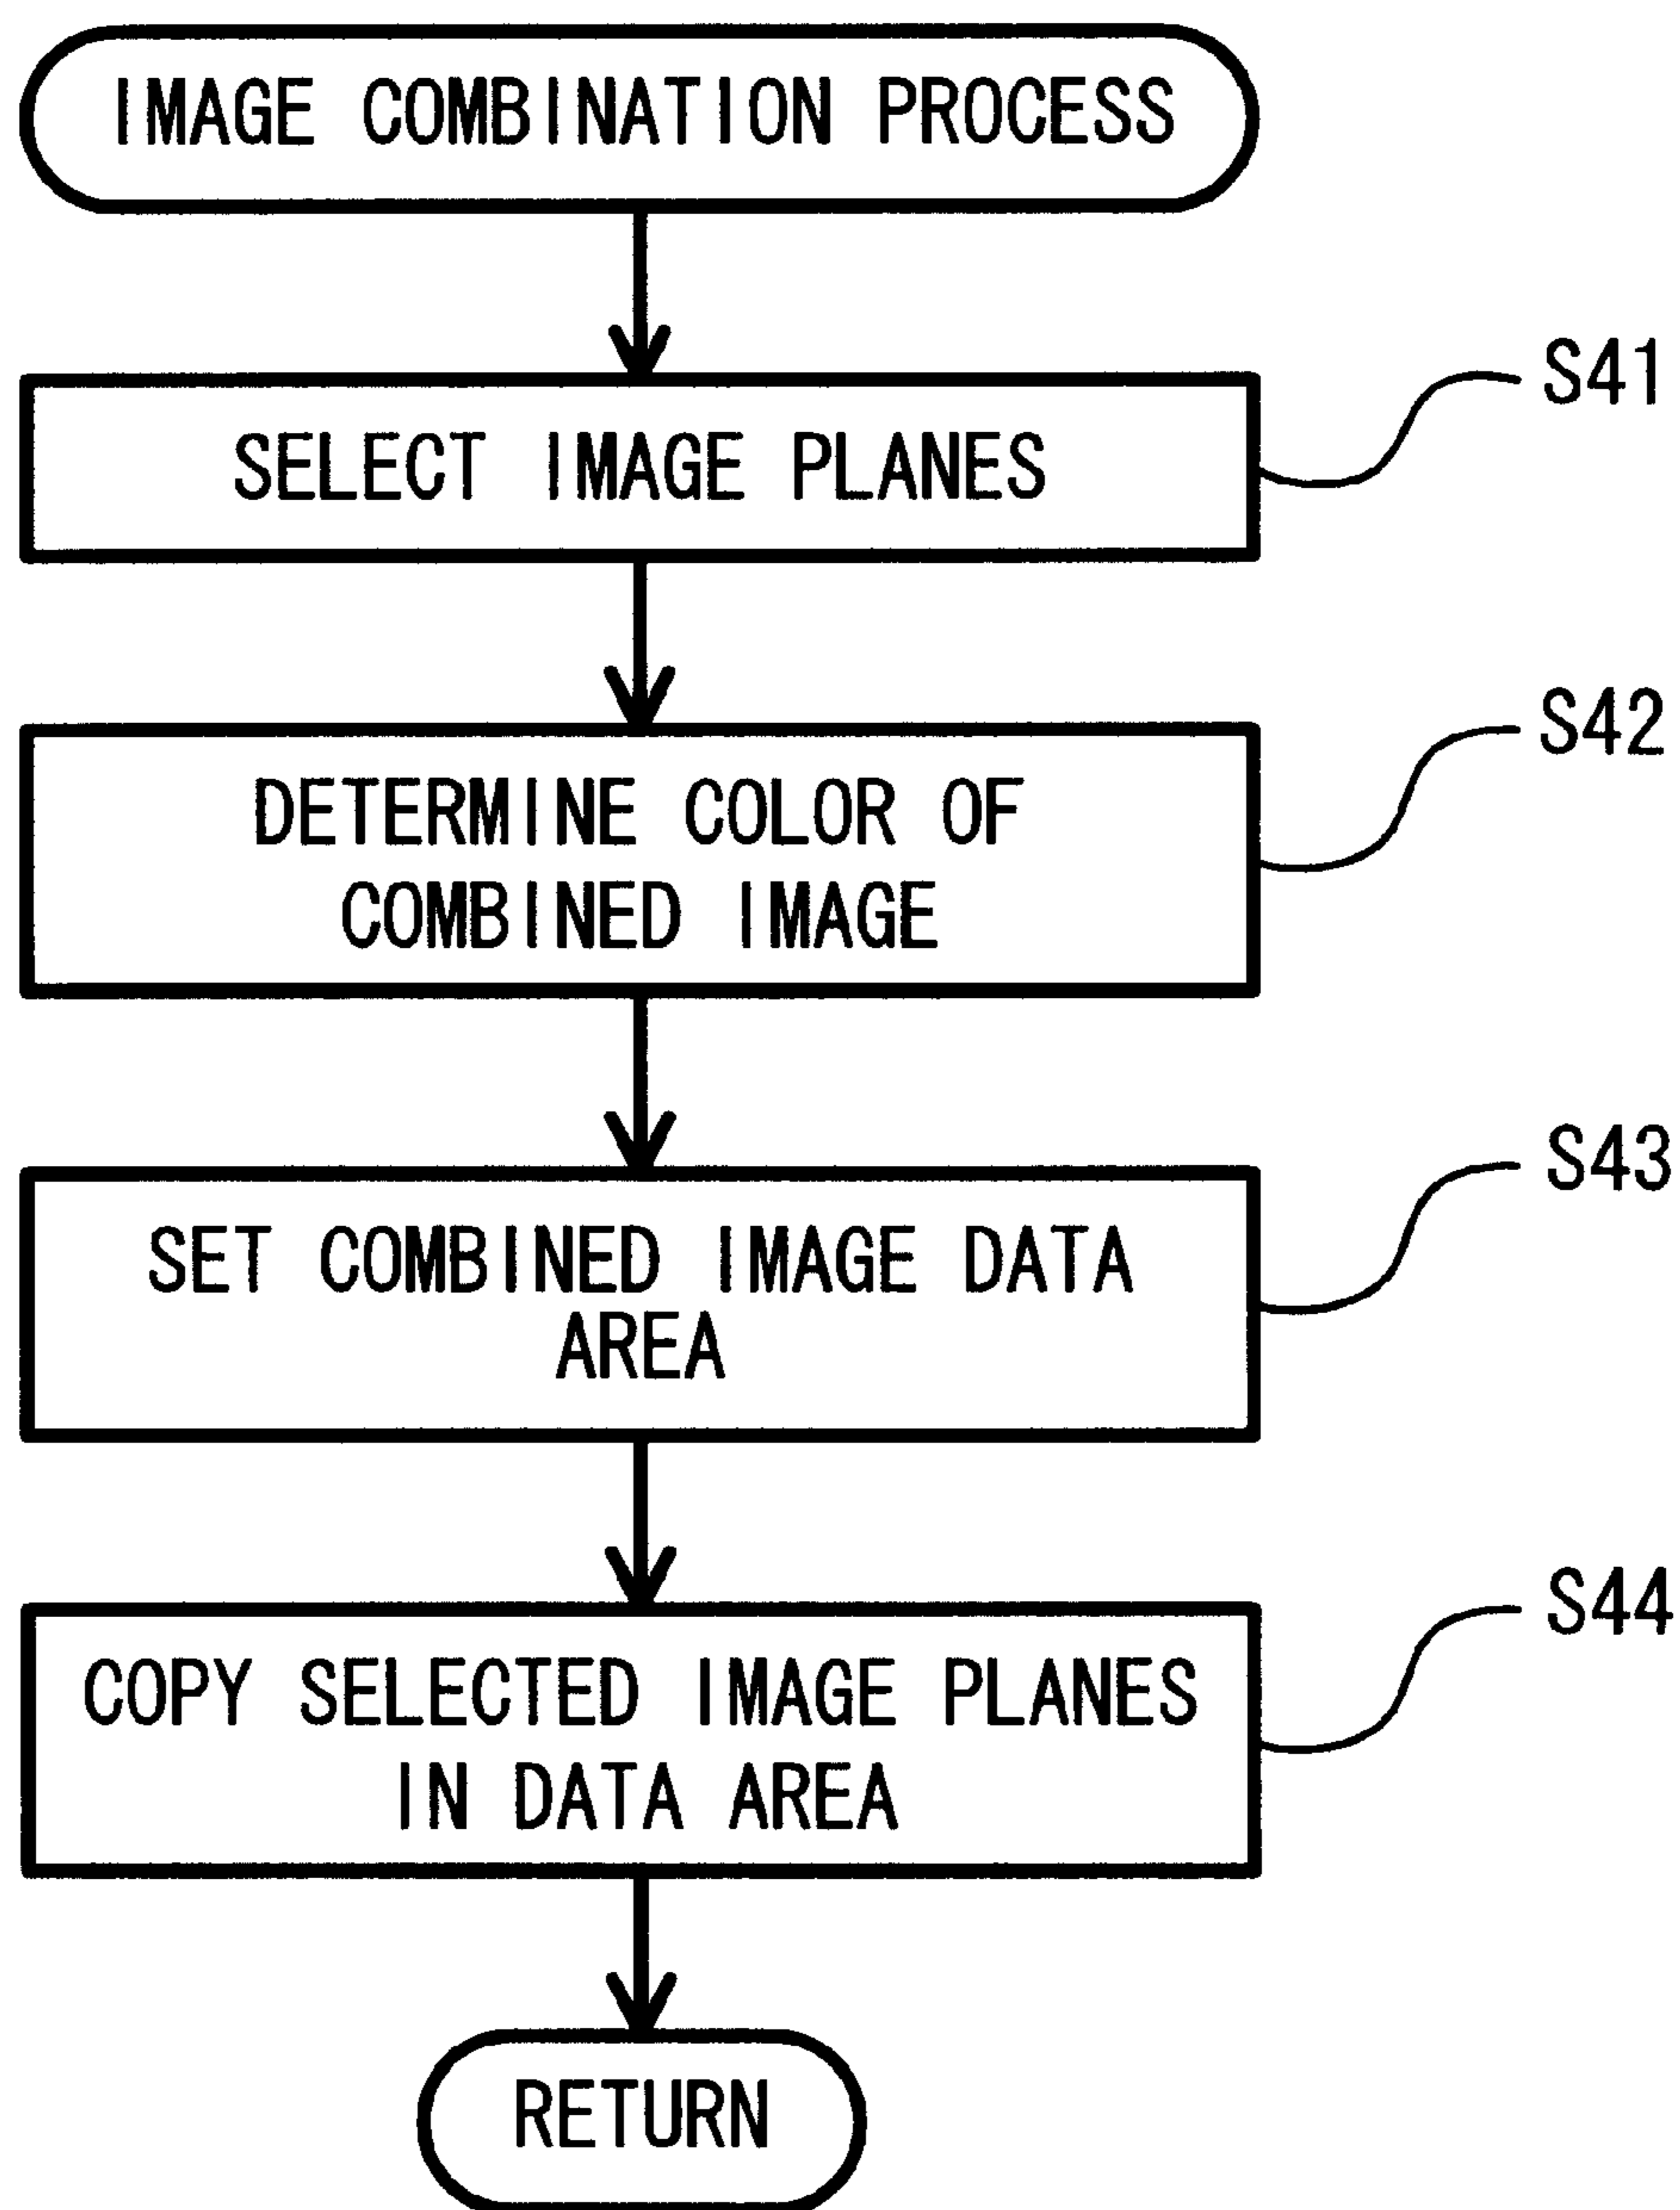 IMAGE COMBINATION PROCESS
S41
SELECT IMAGE PLANES
S42
DETERMINE COLOR OF
COMBINED IMAGE
S43
SET COMBINED IMAGE DATA
AREA
S44
COPY SELECTED IMAGE PLANES
IN DATA AREA
RETURN